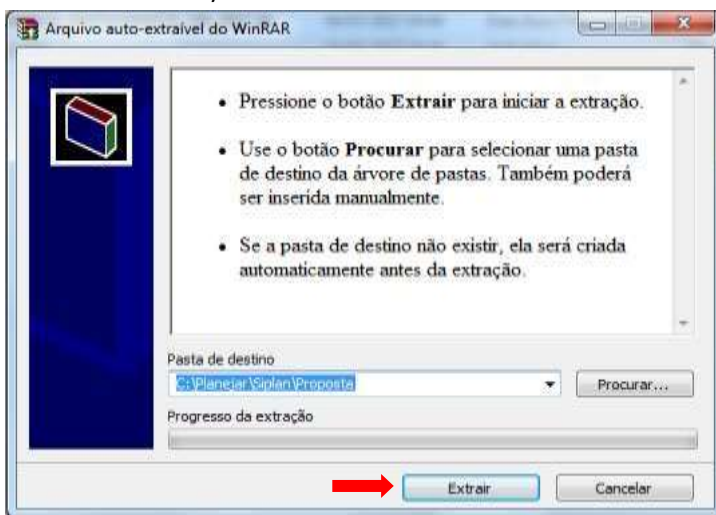 Arquivo auto-extraível do WinRAR
• Pressione o botão Extrair para iniciar a extração.
• Use o botão Procurar para selecionar uma pasta
de destino da árvore de pastas. Também poderá
ser inserida manualmente.
• Se a pasta de destino não existir, ela será criada
automaticamente antes da extração.
Pasta de destino
C:\Planejar\Siplan\Proposta
Procurar...
Progresso da extração
Extrair
Cancelar